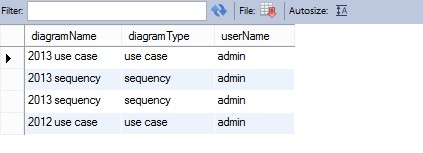 Filter: File: Autosize:
diagramName diagramType userName
2013 use case use case admin
2013 sequency sequency admin
2013 sequency sequency admin
2012 use case use case admin